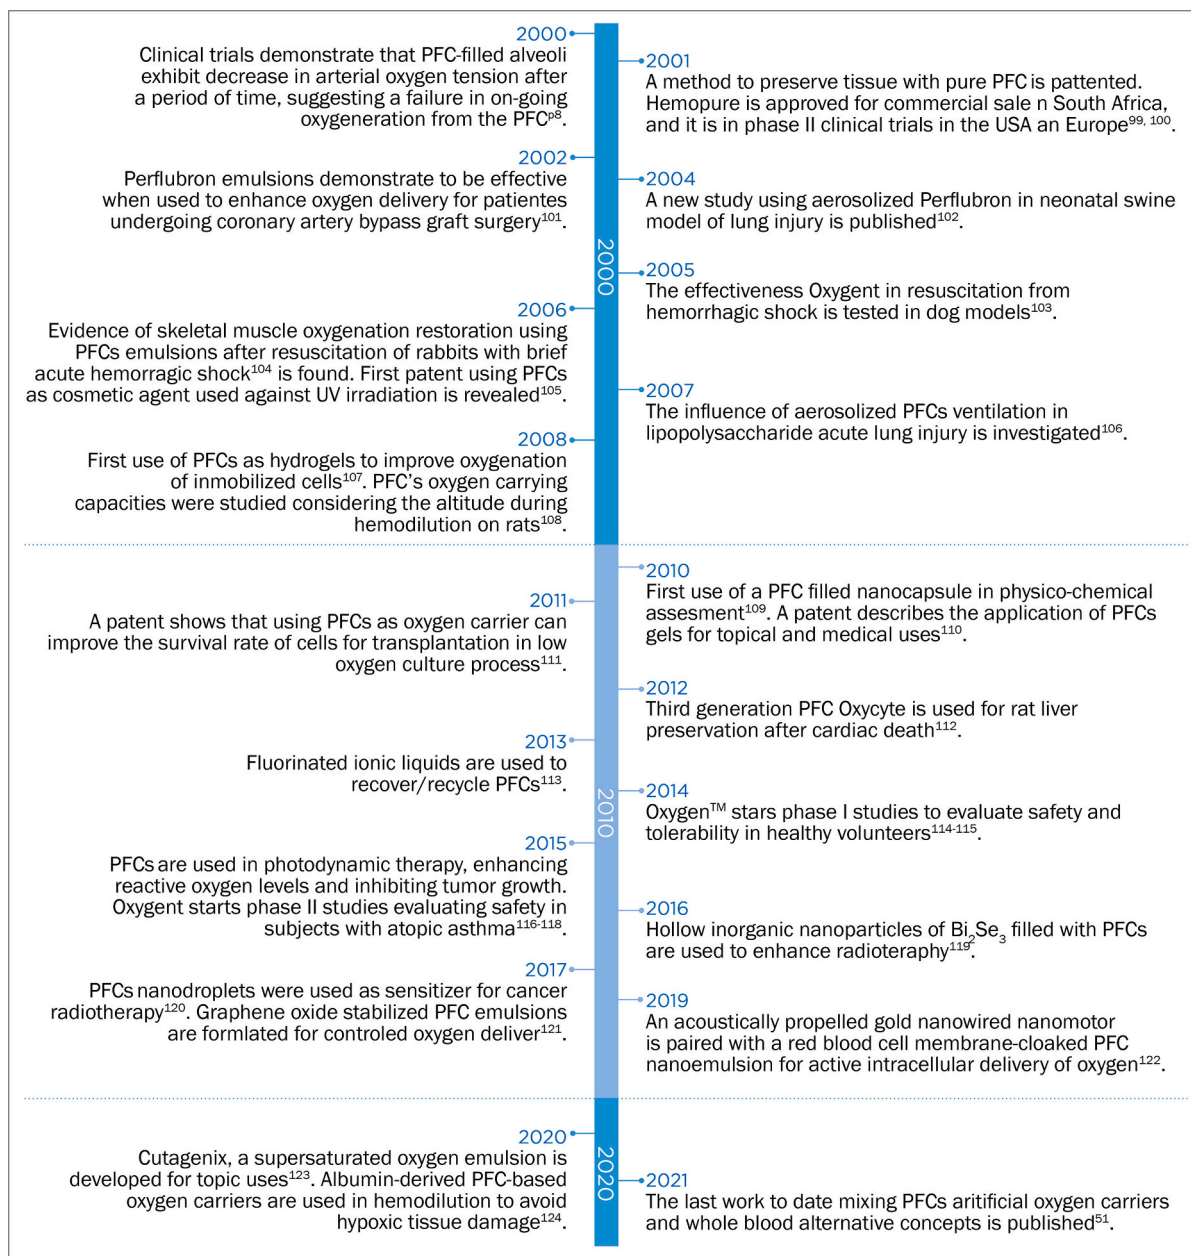 2000
Clinical trials demonstrate that PFC-filled alveoli
exhibit decrease in arterial oxygen tension after
a period of time, suggesting a failure in on-going
oxygeneration from the PFCp8.
2001
A method to preserve tissue with pure PFC is pattented.
Hemopure is approved for commercial sale n South Africa,
and it is in phase II clinical trials in the USA an Europe99, 100.
2002
Perflubron emulsions demonstrate to be effective
when used to enhance oxygen delivery for patientes
undergoing coronary artery bypass graft surgery101.
2004
A new study using aerosolized Perflubron in neonatal swine
model of lung injury is published102.
2000
2005
The effectiveness Oxygent in resuscitation from
hemorrhagic shock is tested in dog models103.
2006
Evidence of skeletal muscle oxygenation restoration using
PFCs emulsions after resuscitation of rabbits with brief
acute hemorragic shock104 is found. First patent using PFCs
as cosmetic agent used against UV irradiation is revealed105.
2007
The influence of aerosolized PFCs ventilation in
lipopolysaccharide acute lung injury is investigated106.
2008
First use of PFCs as hydrogels to improve oxygenation
of inmobilized cells107. PFC's oxygen carrying
capacities were studied considering the altitude during
hemodilution on rats108.
2010
First use of a PFC filled nanocapsule in physico-chemical
assesment109. A patent describes the application of PFCs
gels for topical and medical uses110.
2011
A patent shows that using PFCs as oxygen carrier can
improve the survival rate of cells for transplantation in low
oxygen culture process111.
2012
Third generation PFC Oxycyte is used for rat liver
preservation after cardiac death112.
2013
Fluorinated ionic liquids are used to
recover/recycle PFCs113.
2010
2014
Oxygen™ stars phase I studies to evaluate safety and
tolerability in healthy volunteers114-115.
2015
PFCs are used in photodynamic therapy, enhancing
reactive oxygen levels and inhibiting tumor growth.
Oxygent starts phase II studies evaluating safety in
subjects with atopic asthma116-118.
2016
Hollow inorganic nanoparticles of Bi2Se3 filled with PFCs
are used to enhance radioteraphy119.
2017
PFCs nanodroplets were used as sensitizer for cancer
radiotherapy120. Graphene oxide stabilized PFC emulsions
are formlated for controled oxygen deliver121.
2019
An acoustically propelled gold nanowired nanomotor
is paired with a red blood cell membrane-cloaked PFC
nanoemulsion for active intracellular delivery of oxygen122.
2020
Cutagenix, a supersaturated oxygen emulsion is
developed for topic uses123. Albumin-derived PFC-based
oxygen carriers are used in hemodilution to avoid
hypoxic tissue damage124.
2020
2021
The last work to date mixing PFCs aritificial oxygen carriers
and whole blood alternative concepts is published51.